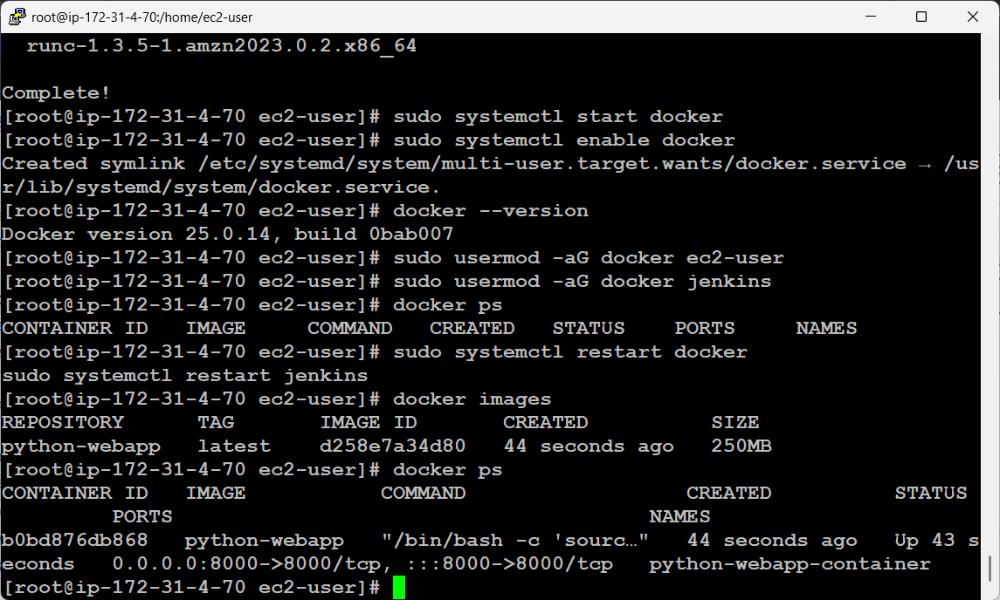 root@ip-172-31-4-70:/home/ec2-user
  runc-1.3.5-1.amzn2023.0.2.x86_64

Complete!
[root@ip-172-31-4-70 ec2-user]# sudo systemctl start docker
[root@ip-172-31-4-70 ec2-user]# sudo systemctl enable docker
Created symlink /etc/systemd/system/multi-user.target.wants/docker.service → /us
r/lib/systemd/system/docker.service.
[root@ip-172-31-4-70 ec2-user]# docker --version
Docker version 25.0.14, build 0bab007
[root@ip-172-31-4-70 ec2-user]# sudo usermod -aG docker ec2-user
[root@ip-172-31-4-70 ec2-user]# sudo usermod -aG docker jenkins
[root@ip-172-31-4-70 ec2-user]# docker ps
CONTAINER ID   IMAGE     COMMAND   CREATED   STATUS    PORTS     NAMES
[root@ip-172-31-4-70 ec2-user]# sudo systemctl restart docker
sudo systemctl restart jenkins
[root@ip-172-31-4-70 ec2-user]# docker images
REPOSITORY      TAG       IMAGE ID       CREATED          SIZE
python-webapp   latest    d258e7a34d80   44 seconds ago   250MB
[root@ip-172-31-4-70 ec2-user]# docker ps
CONTAINER ID   IMAGE           COMMAND                  CREATED          STATUS
         PORTS                                       NAMES
b0bd876db868   python-webapp   "/bin/bash -c 'sourc…"   44 seconds ago   Up 43 s
econds   0.0.0.0:8000->8000/tcp, :::8000->8000/tcp   python-webapp-container
[root@ip-172-31-4-70 ec2-user]#